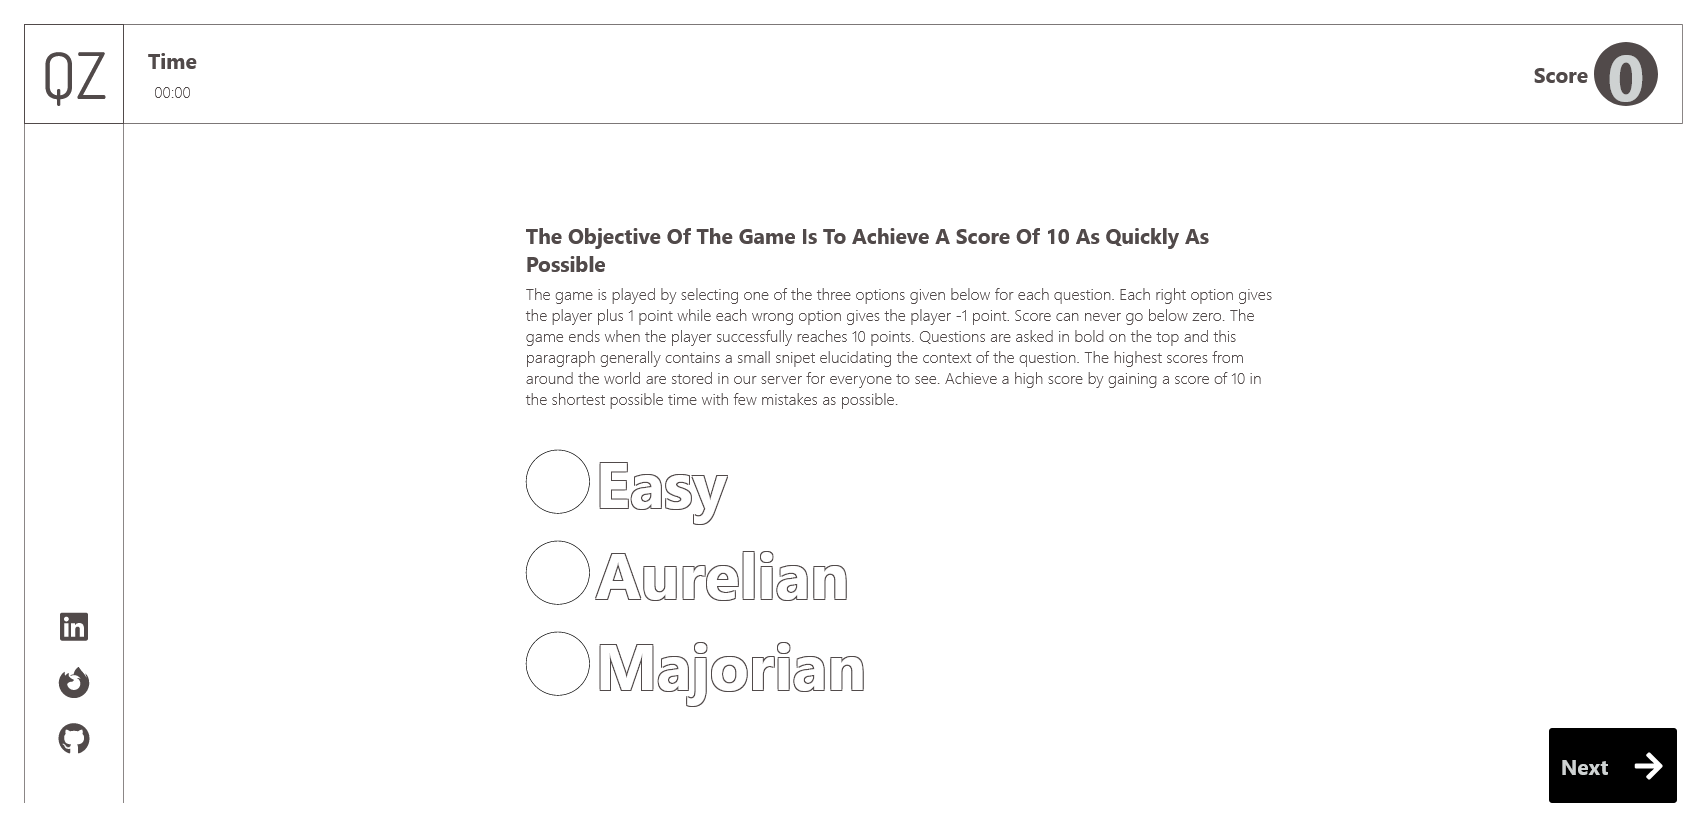 QZ
Time
00:00
Score 0
The Objective Of The Game Is To Achieve A Score Of 10 As Quickly As
Possible
The game is played by selecting one of the three options given below for each question. Each right option gives
the player plus 1 point while each wrong option gives the player -1 point. Score can never go below zero. The
game ends when the player successfully reaches 10 points. Questions are asked in bold on the top and this
paragraph generally contains a small snipet elucidating the context of the question. The highest scores from
around the world are stored in our server for everyone to see. Achieve a high score by gaining a score of 10 in
the shortest possible time with few mistakes as possible.
Easy
Aurelian
Majorian
in
Next